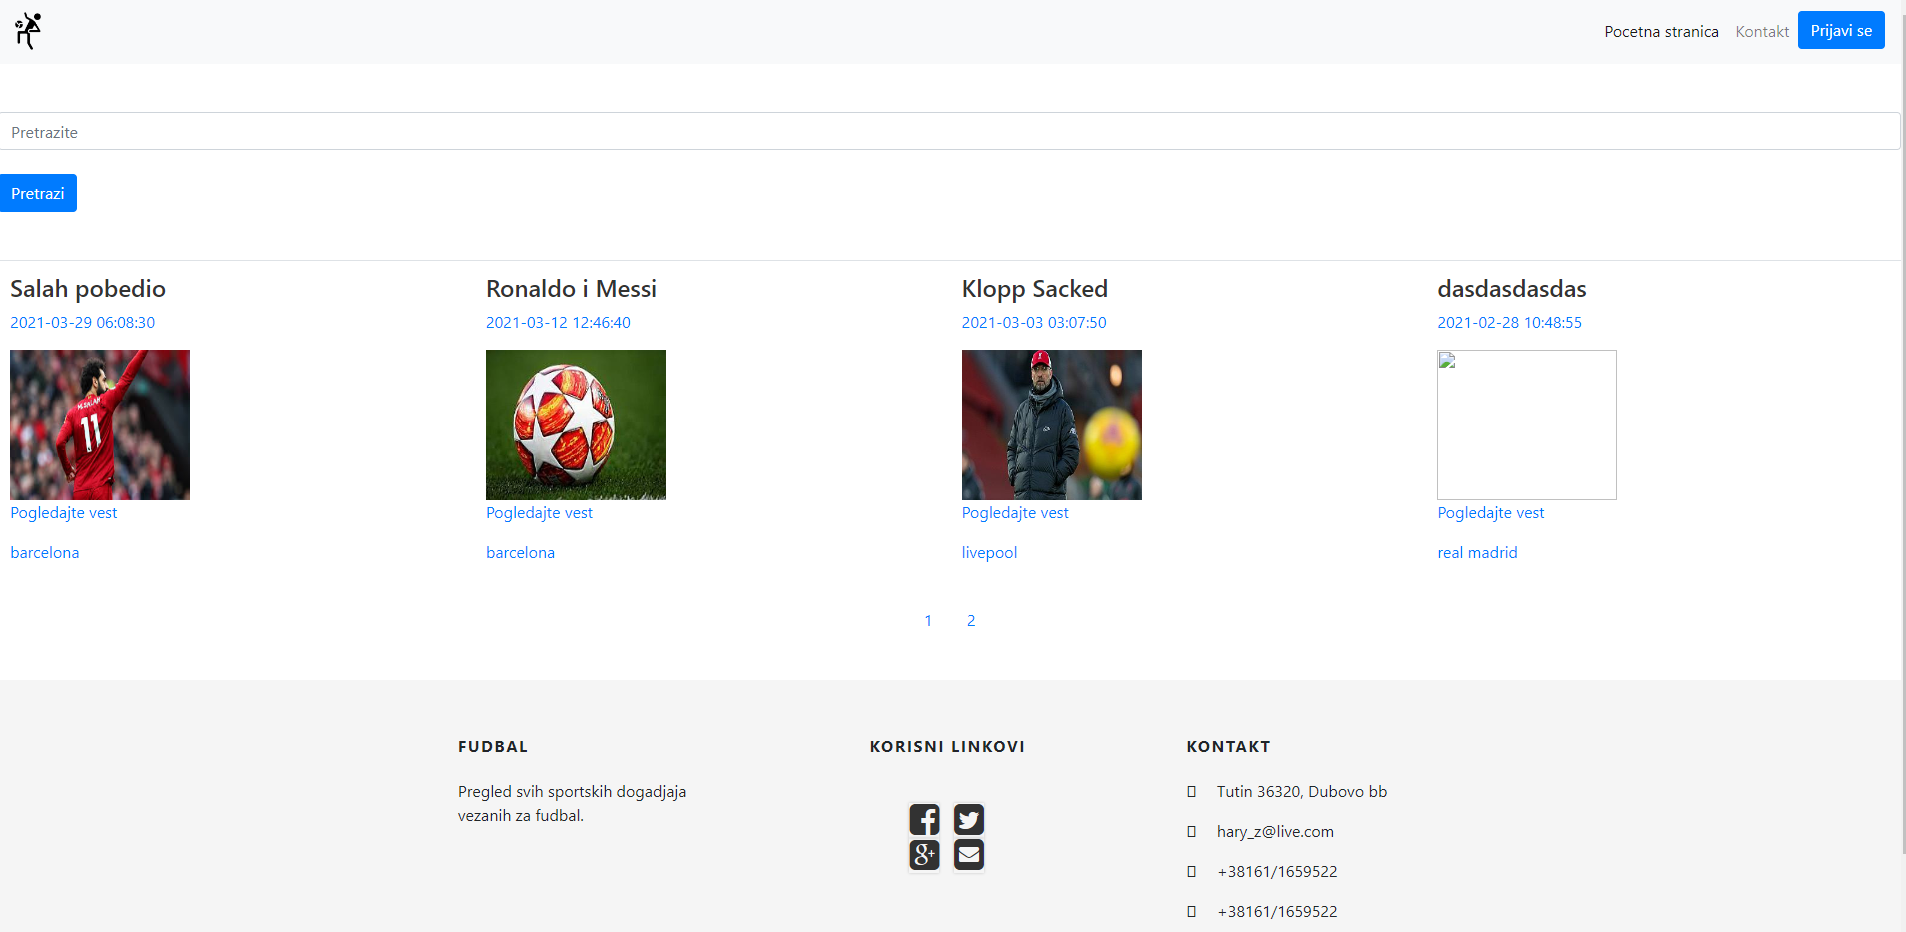 Pocetna stranica Kontakt Prijavi se
Pretrazite
Pretrazi
Salah pobedio
2021-03-29 06:08:30
M.SALAH
11
Pogledajte vest
barcelona
Ronaldo i Messi
2021-03-12 12:46:40
Pogledajte vest
barcelona
Klopp Sacked
2021-03-03 03:07:50
Pogledajte vest
livepool
dasdasdasdas
2021-02-28 10:48:55
Pogledajte vest
real madrid
1 2
FUDBAL
Pregled svih sportskih dogadjaja
vezanih za fudbal.
KORISNI LINKOVI
KONTAKT
Tutin 36320, Dubovo bb
hary_z@live.com
+38161/1659522
+38161/1659522